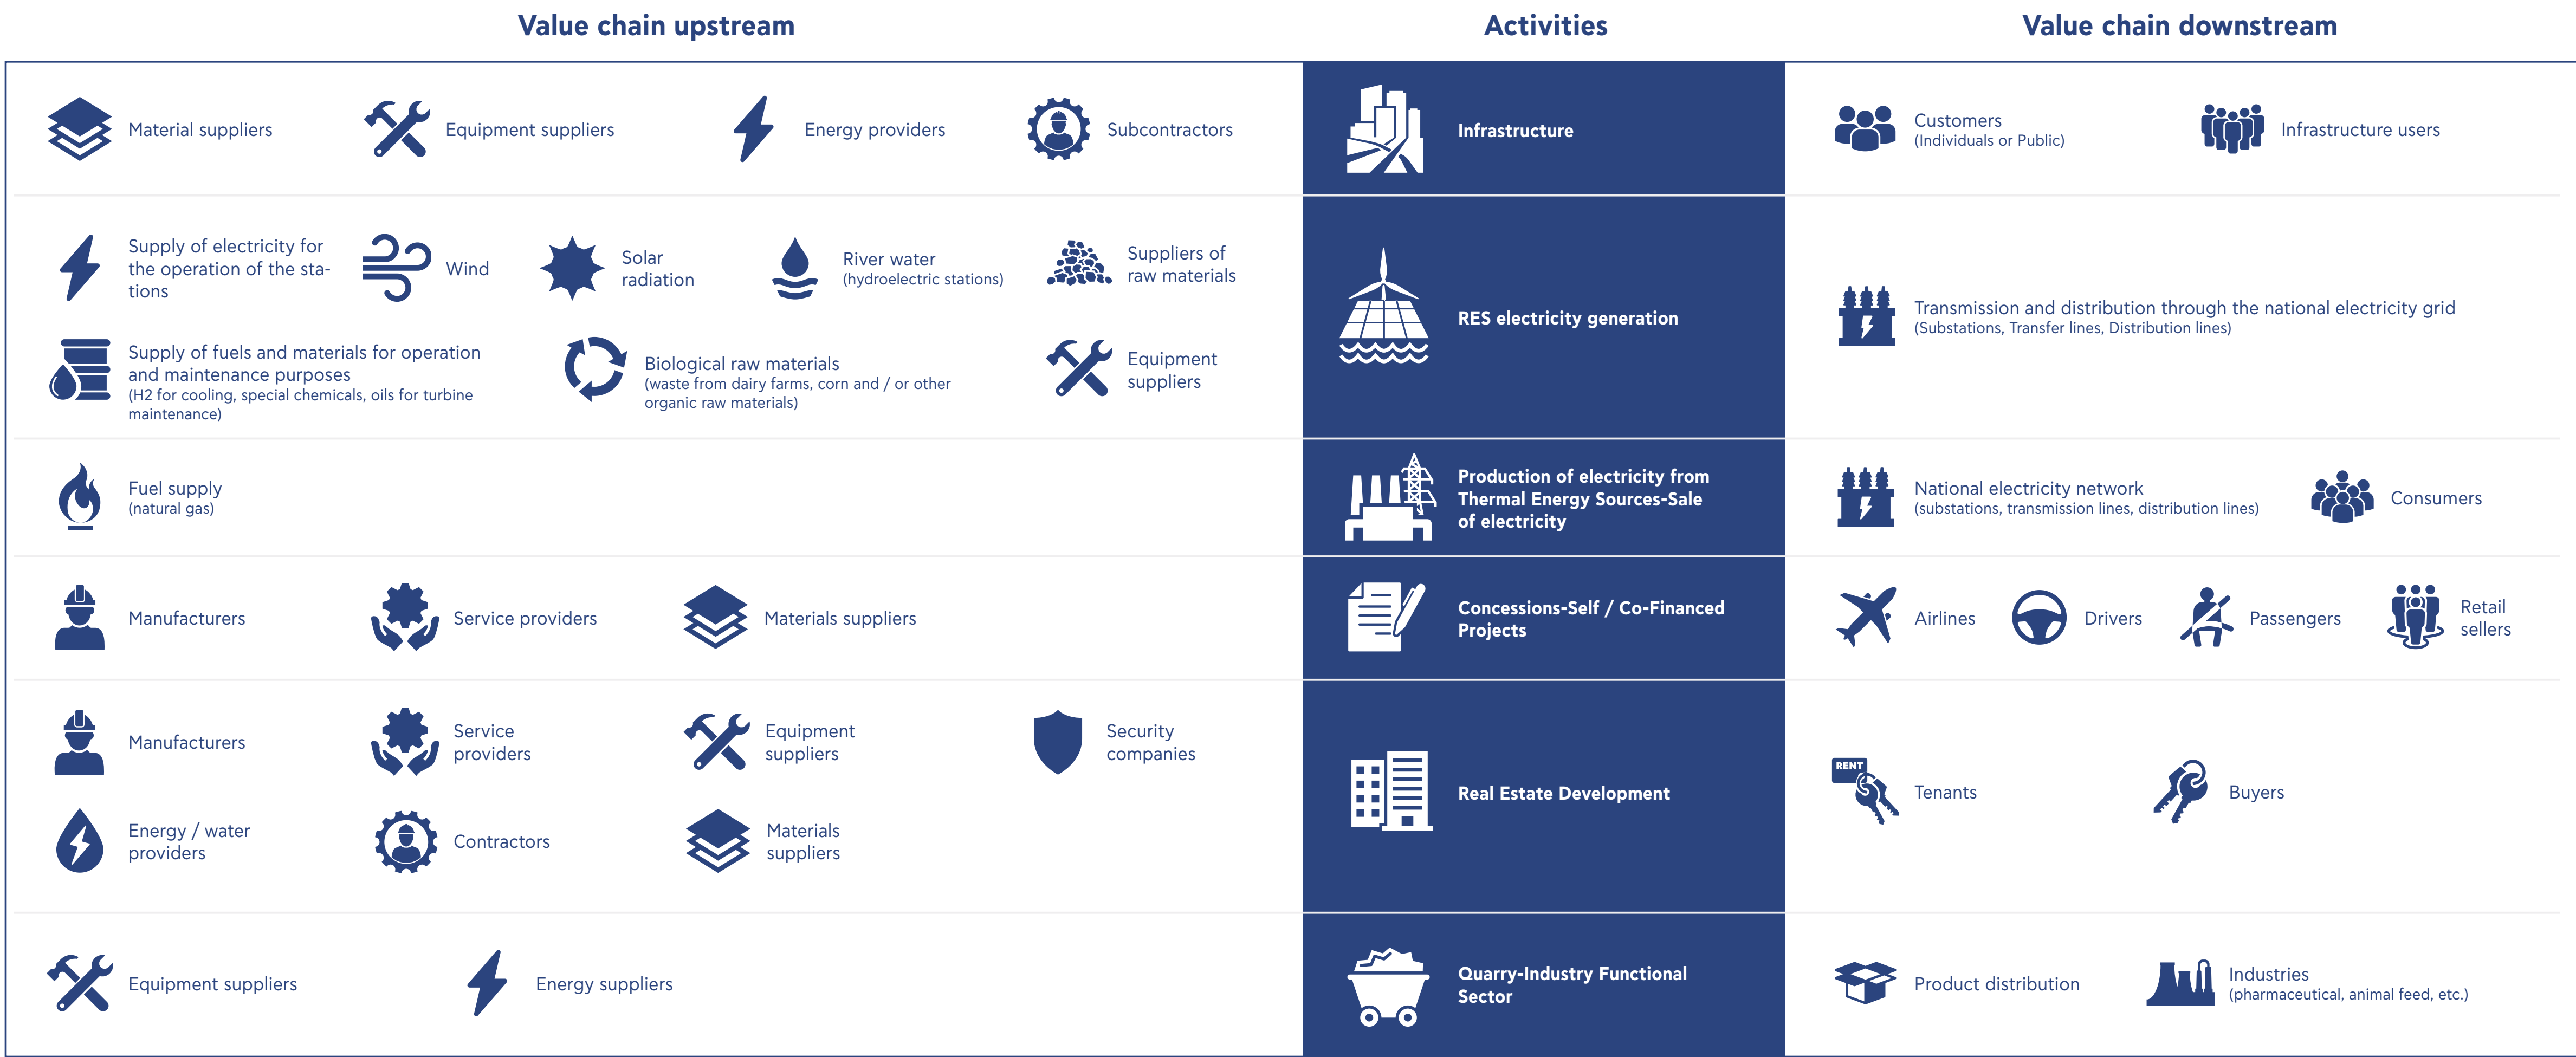 Value chain upstream
Activities
Value chain downstream
Material suppliers
Equipment suppliers
Energy providers
Subcontractors
Infrastructure
Customers
(Individuals or Public)
Infrastructure users
Supply of electricity for
the operation of the sta-
tions
Wind
Solar
radiation
River water
(hydroelectric stations)
Suppliers of
raw materials
Supply of fuels and materials for operation
and maintenance purposes
(H2 for cooling, special chemicals, oils for turbine
maintenance)
Biological raw materials
(waste from dairy farms, corn and / or other
organic raw materials)
Equipment
suppliers
RES electricity generation
Transmission and distribution through the national electricity grid
(Substations, Transfer lines, Distribution lines)
Fuel supply
(natural gas)
Production of electricity from
Thermal Energy Sources-Sale
of electricity
National electricity network
(substations, transmission lines, distribution lines)
Consumers
Manufacturers
Service providers
Materials suppliers
Concessions-Self / Co-Financed
Projects
Airlines
Drivers
Passengers
Retail
sellers
Manufacturers
Service
providers
Equipment
suppliers
Security
companies
Energy / water
providers
Contractors
Materials
suppliers
Real Estate Development
RENT
Tenants
Buyers
Equipment suppliers
Energy suppliers
Quarry-Industry Functional
Sector
Product distribution
Industries
(pharmaceutical, animal feed, etc.)